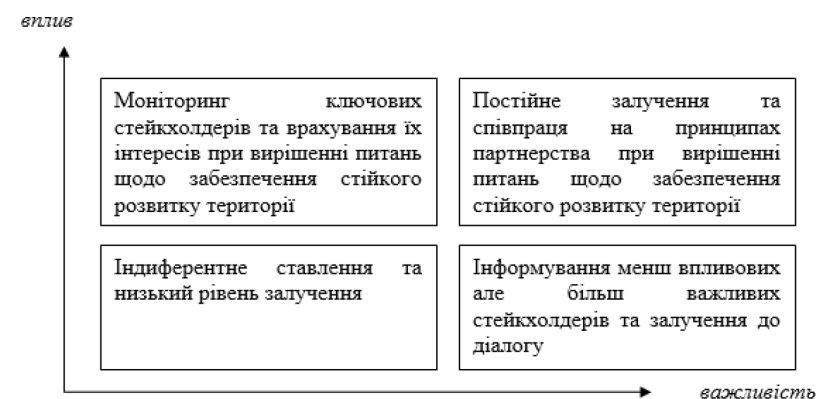 вплив
Моніторинг ключових
стейкхолдерів та врахування їх
інтересів при вирішенні питань
щодо забезпечення стійкого
розвитку території
Постійне залучення та
співпраця на принципах
партнерства при вирішенні
питань щодо забезпечення
стійкого розвитку території
Індиферентне ставлення та
низький рівень залучення
Інформування менш впливових
але більш важливих
стейкхолдерів та залучення до
діалогу
важливість